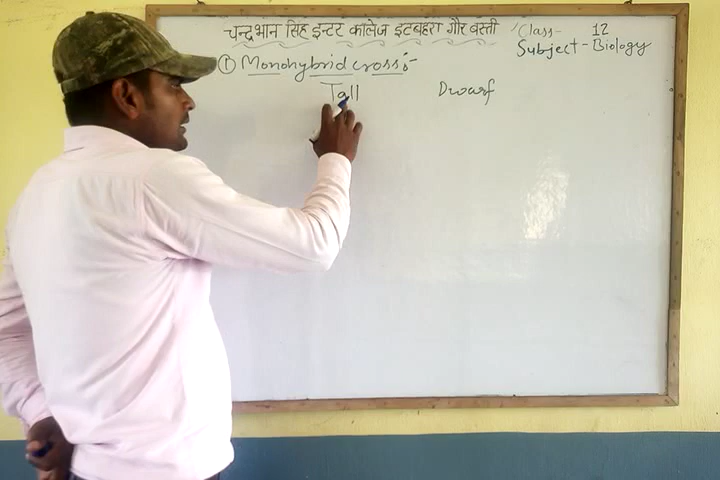 चन्द्रभान सिंह इन्टर कालेज इटबहरा गौर बस्ती
Class- 12
Subject - Biology
① Monohybrid cross:-
Tall Dwarf